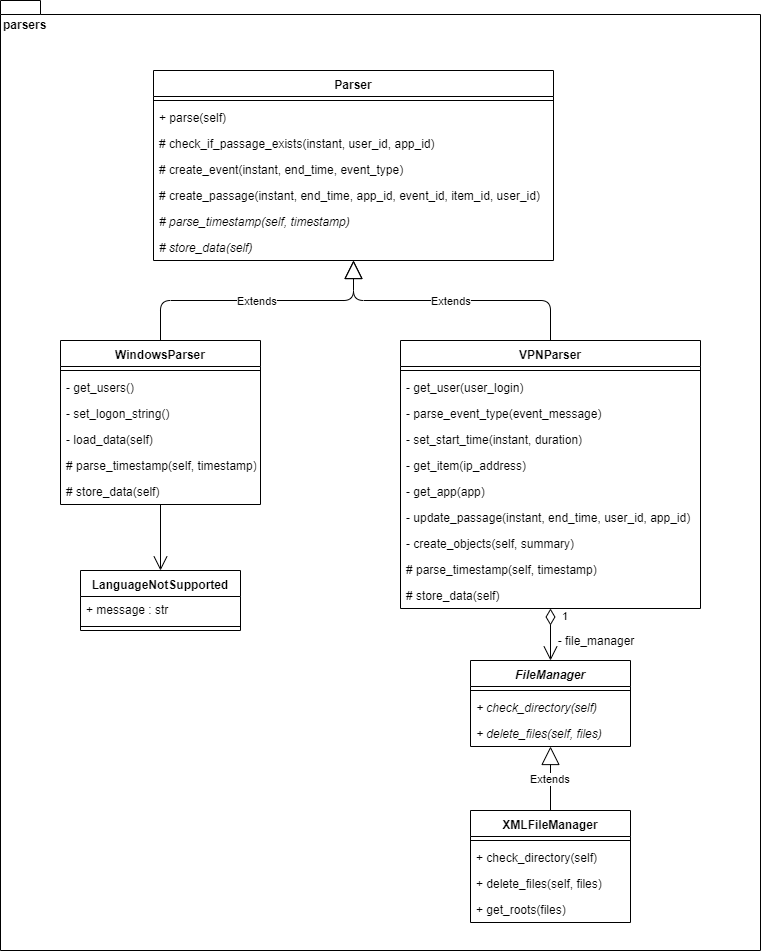 parsers
Parser
+ parse(self)
# check_if_passage_exists(instant, user_id, app_id)
# create_event(instant, end_time, event_type)
# create_passage(instant, end_time, app_id, event_id, item_id, user_id)
# parse_timestamp(self, timestamp)
# store_data(self)
Extends
Extends
WindowsParser
- get_users()
- set_logon_string()
- load_data(self)
# parse_timestamp(self, timestamp)
# store_data(self)
VPNParser
- get_user(user_login)
- parse_event_type(event_message)
- set_start_time(instant, duration)
- get_item(ip_address)
- get_app(app)
- update_passage(instant, end_time, user_id, app_id)
- create_objects(self, summary)
# parse_timestamp(self, timestamp)
# store_data(self)
LanguageNotSupported
+ message : str
1
- file_manager
FileManager
+ check_directory(self)
+ delete_files(self, files)
Extends
XMLFileManager
+ check_directory(self)
+ delete_files(self, files)
+ get_roots(files)